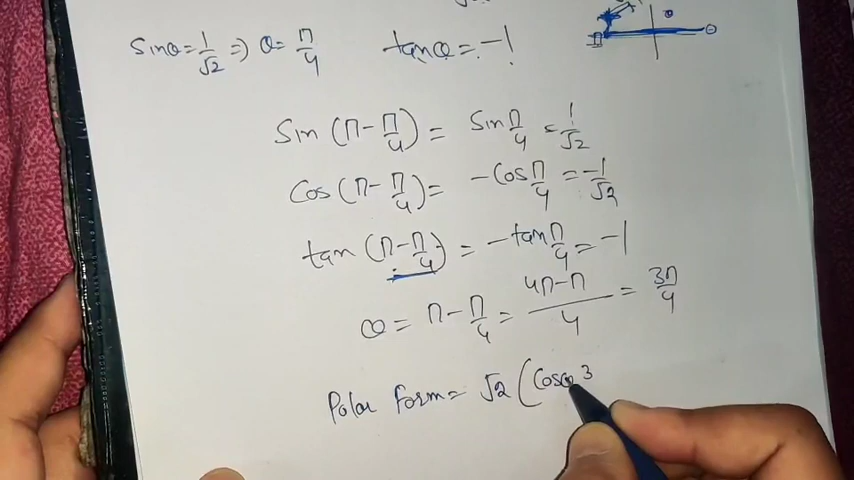 sinθ = 1/√2 ⇒ θ = π/4 tanθ = -1
Sin (π - π/4) = Sin π/4 = 1/√2
Cos (π - π/4) = -Cos π/4 = -1/√2
tan (π - π/4) = -tan π/4 = -1
θ = π - π/4 = 4π - π / 4 = 3π/4
Polar Form = √2 (Cosθ 3